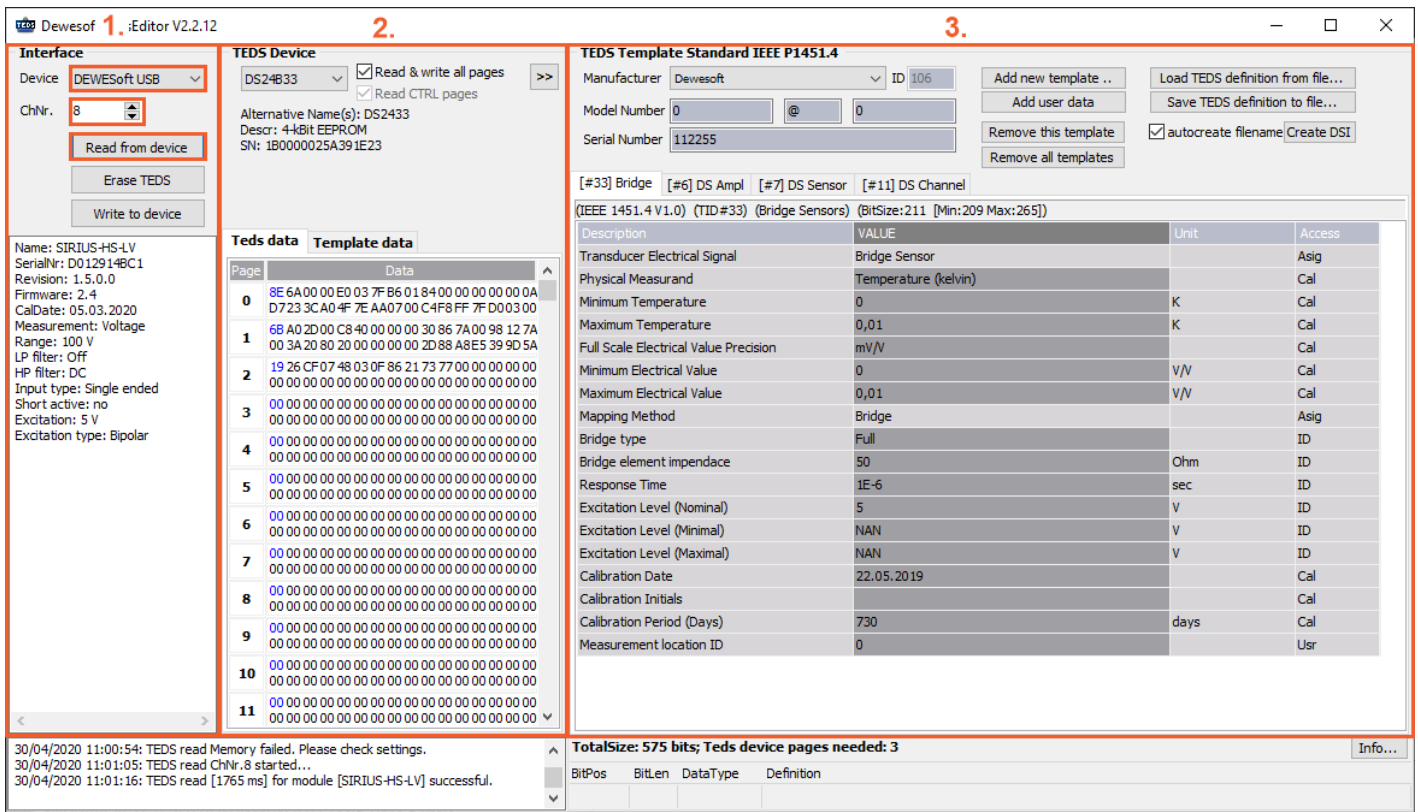 Dewesof 1. sEditor V2.2.12
2.
3.
Interface
Device DEWESoft USB
ChNr. 8
Read from device
Erase TEDS
Write to device
Name: SIRIUS-HS-LV
SerialNr: D012914BC1
Revision: 1.5.0.0
Firmware: 2.4
CalDate: 05.03.2020
Measurement: Voltage
Range: 100 V
LP filter: Off
HP filter: DC
Input type: Single ended
Short active: no
Excitation: 5 V
Excitation type: Bipolar
TEDS Device
DS24B33 Read & write all pages >>
Read CTRL pages
Alternative Name(s): DS2433
Descr: 4-kBit EEPROM
SN: 1B0000025A391E23
Teds data Template data
Page Data
0 8E 6A 00 00 E0 03 7F B6 01 84 00 00 00 00 00 0A
D7 23 3C A0 4F 7E AA 07 00 C4 F8 FF 7F D0 03 00
1 6B A0 2D 00 C8 40 00 00 00 30 86 7A 00 98 12 7A
00 3A 20 80 20 00 00 00 00 2D 88 A8 E5 39 9D 5A
2 19 26 CF 07 48 03 0F 86 21 73 77 00 00 00 00 00
00 00 00 00 00 00 00 00 00 00 00 00 00 00 00 00
3 00 00 00 00 00 00 00 00 00 00 00 00 00 00 00 00
00 00 00 00 00 00 00 00 00 00 00 00 00 00 00 00
4 00 00 00 00 00 00 00 00 00 00 00 00 00 00 00 00
00 00 00 00 00 00 00 00 00 00 00 00 00 00 00 00
5 00 00 00 00 00 00 00 00 00 00 00 00 00 00 00 00
00 00 00 00 00 00 00 00 00 00 00 00 00 00 00 00
6 00 00 00 00 00 00 00 00 00 00 00 00 00 00 00 00
00 00 00 00 00 00 00 00 00 00 00 00 00 00 00 00
7 00 00 00 00 00 00 00 00 00 00 00 00 00 00 00 00
00 00 00 00 00 00 00 00 00 00 00 00 00 00 00 00
8 00 00 00 00 00 00 00 00 00 00 00 00 00 00 00 00
00 00 00 00 00 00 00 00 00 00 00 00 00 00 00 00
9 00 00 00 00 00 00 00 00 00 00 00 00 00 00 00 00
00 00 00 00 00 00 00 00 00 00 00 00 00 00 00 00
10 00 00 00 00 00 00 00 00 00 00 00 00 00 00 00 00
00 00 00 00 00 00 00 00 00 00 00 00 00 00 00 00
11 00 00 00 00 00 00 00 00 00 00 00 00 00 00 00 00
00 00 00 00 00 00 00 00 00 00 00 00 00 00 00 00
TEDS Template Standard IEEE P1451.4
Manufacturer Dewesoft ID 106
Model Number 0 @ 0
Serial Number 112255
Add new template ..
Add user data
Remove this template
Remove all templates
Load TEDS definition from file...
Save TEDS definition to file...
autocreate filename Create DSI
[#33] Bridge [#6] DS Ampl [#7] DS Sensor [#11] DS Channel
(IEEE 1451.4 V1.0) (TID#33) (Bridge Sensors) (BitSize:211 [Min:209 Max:265])
Description VALUE Unit Access
Transducer Electrical Signal Bridge Sensor Asig
Physical Measurand Temperature (kelvin) Cal
Minimum Temperature 0 K Cal
Maximum Temperature 0,01 K Cal
Full Scale Electrical Value Precision mV/V Cal
Minimum Electrical Value 0 V/V Cal
Maximum Electrical Value 0,01 V/V Cal
Mapping Method Bridge Asig
Bridge type Full ID
Bridge element impendace 50 Ohm ID
Response Time 1E-6 sec ID
Excitation Level (Nominal) 5 V ID
Excitation Level (Minimal) NAN V ID
Excitation Level (Maximal) NAN V ID
Calibration Date 22.05.2019 Cal
Calibration Initials Cal
Calibration Period (Days) 730 days Cal
Measurement location ID 0 Usr
30/04/2020 11:00:54: TEDS read Memory failed. Please check settings.
30/04/2020 11:01:05: TEDS read ChNr.8 started...
30/04/2020 11:01:16: TEDS read [1765 ms] for module [SIRIUS-HS-LV] successful.
TotalSize: 575 bits; Teds device pages needed: 3 Info...
BitPos BitLen DataType Definition